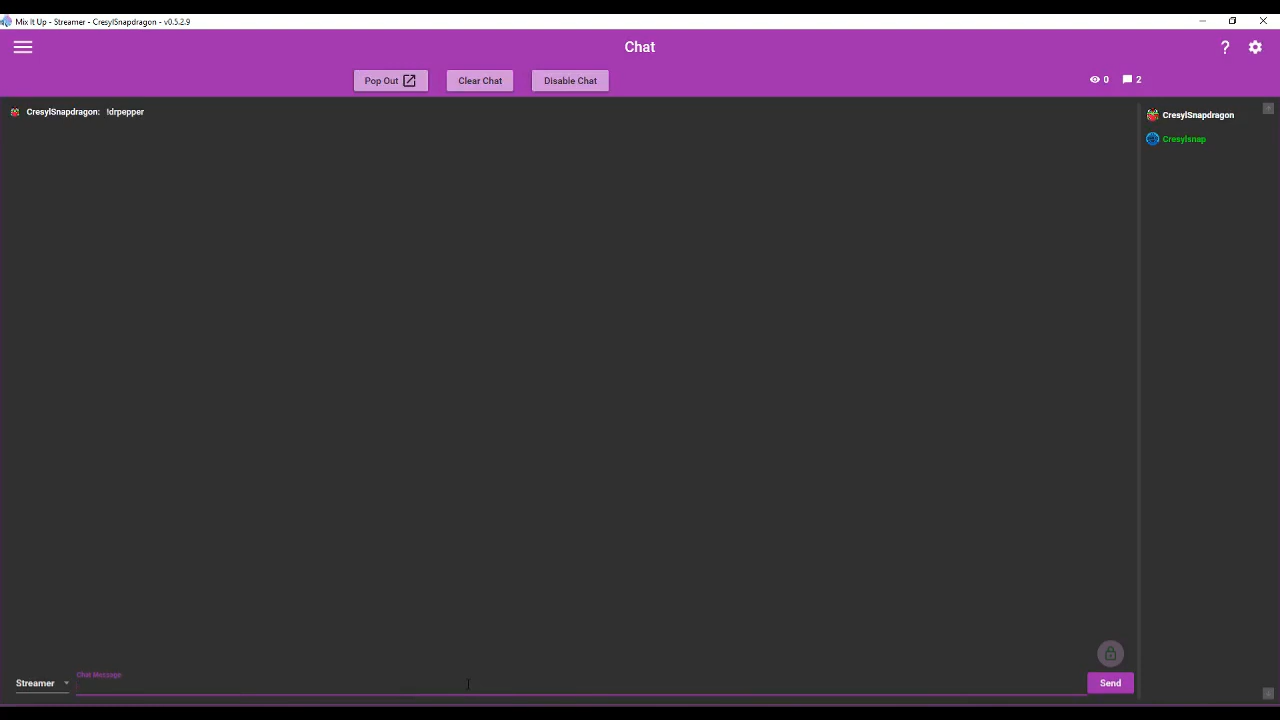 Mix It Up - Streamer - CresylSnapdragon - v0.5.2.9
Chat
?
Pop Out
Clear Chat
Disable Chat
0
2
CresylSnapdragon: !drpepper
CresylSnapdragon
Cresylsnap
Chat Message
Streamer
Send